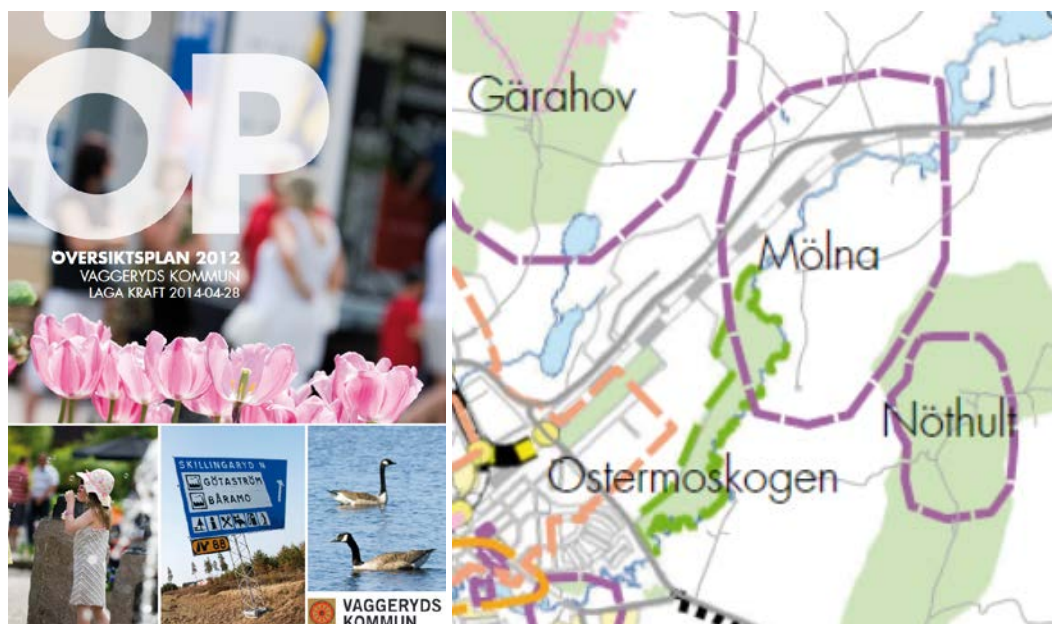 ÖP
ÖVERSIKTSPLAN 2012
VAGGERYDS KOMMUN
LAGA KRAFT 2014-04-28
SKILLINGARYD N
GÖTASTRÖM
BÅRAMO
88
VAGGERYDS
KOMMUN
Gärahov
Mölna
Nöthult
Östermoskogen